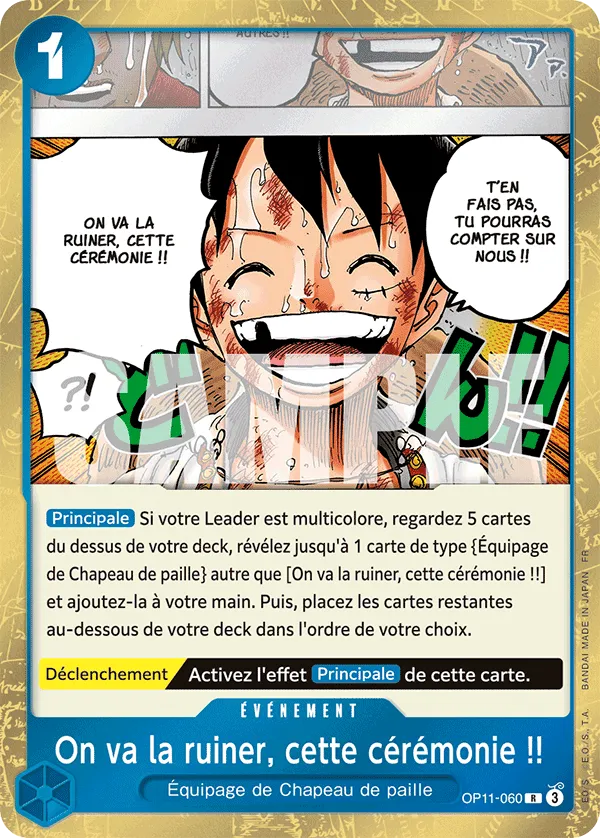 1
AUTRES !!
ON VA LA
RUINER, CETTE
CÉRÉMONIE !!
T'EN
FAIS PAS,
TU POURRAS
COMPTER SUR
NOUS !!
?!
Principale Si votre Leader est multicolore, regardez 5 cartes
du dessus de votre deck, révélez jusqu'à 1 carte de type {Équipage
de Chapeau de paille} autre que [On va la ruiner, cette cérémonie !!]
et ajoutez-la à votre main. Puis, placez les cartes restantes
au-dessous de votre deck dans l'ordre de votre choix.
Déclenchement Activez l'effet Principale de cette carte.
ÉVÉNEMENT
On va la ruiner, cette cérémonie !!
Équipage de Chapeau de paille
OP11-060 R 3
BANDAI MADE IN JAPAN FR